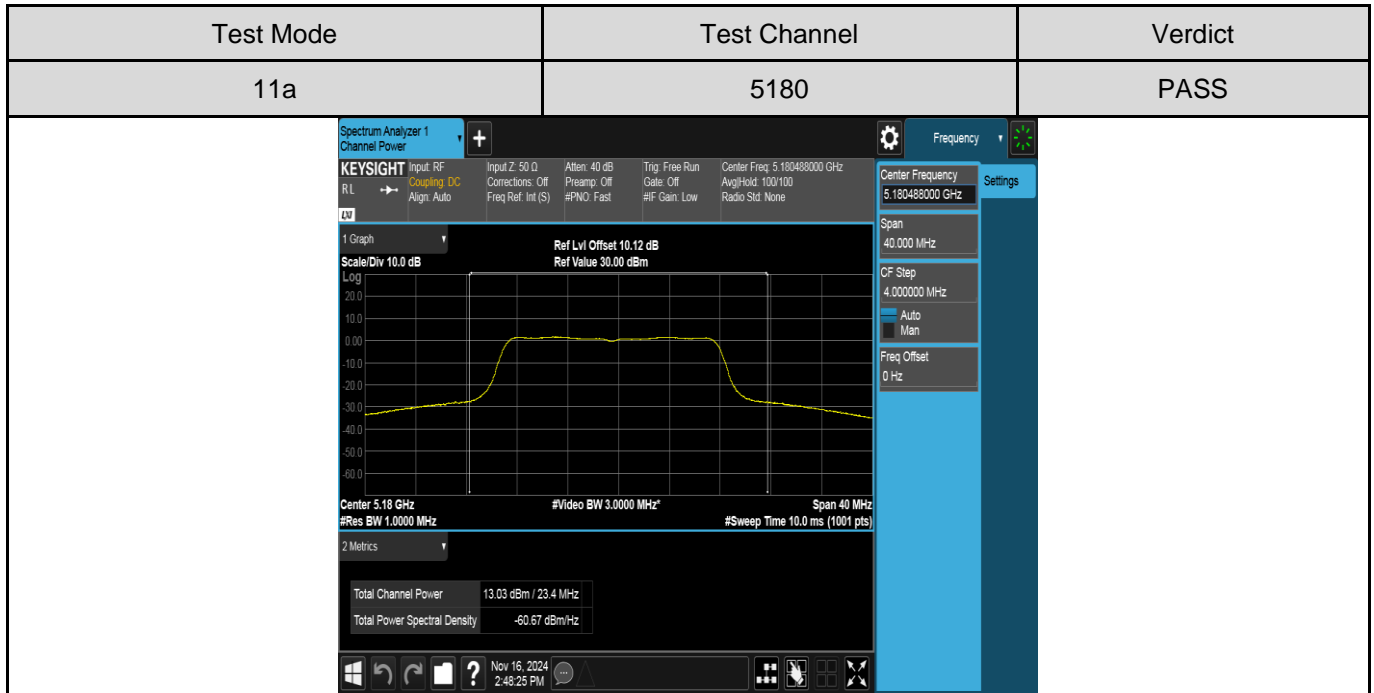 Test Mode Test Channel Verdict
11a 5180 PASS
Spectrum Analyzer 1
Channel Power
+
Frequency
KEYSIGHT Input: RF Input Z: 50 Ω Atten: 40 dB Trig: Free Run Center Freq: 5.180488000 GHz
RL Coupling: DC Corrections: Off Preamp: Off Gate: Off Avg|Hold: 100/100
Align: Auto Freq Ref: Int (S) #PNO: Fast #IF Gain: Low Radio Std: None
LXI
Center Frequency
5.180488000 GHz
Settings
Span
40.000 MHz
CF Step
4.000000 MHz
Auto
Man
Freq Offset
0 Hz
1 Graph
Ref Lvl Offset 10.12 dB
Scale/Div 10.0 dB Ref Value 30.00 dBm
Log
20.0
10.0
0.00
-10.0
-20.0
-30.0
-40.0
-50.0
-60.0
Center 5.18 GHz #Video BW 3.0000 MHz* Span 40 MHz
#Res BW 1.0000 MHz #Sweep Time 10.0 ms (1001 pts)
2 Metrics
Total Channel Power 13.03 dBm / 23.4 MHz
Total Power Spectral Density -60.67 dBm/Hz
? Nov 16, 2024
2:48:25 PM